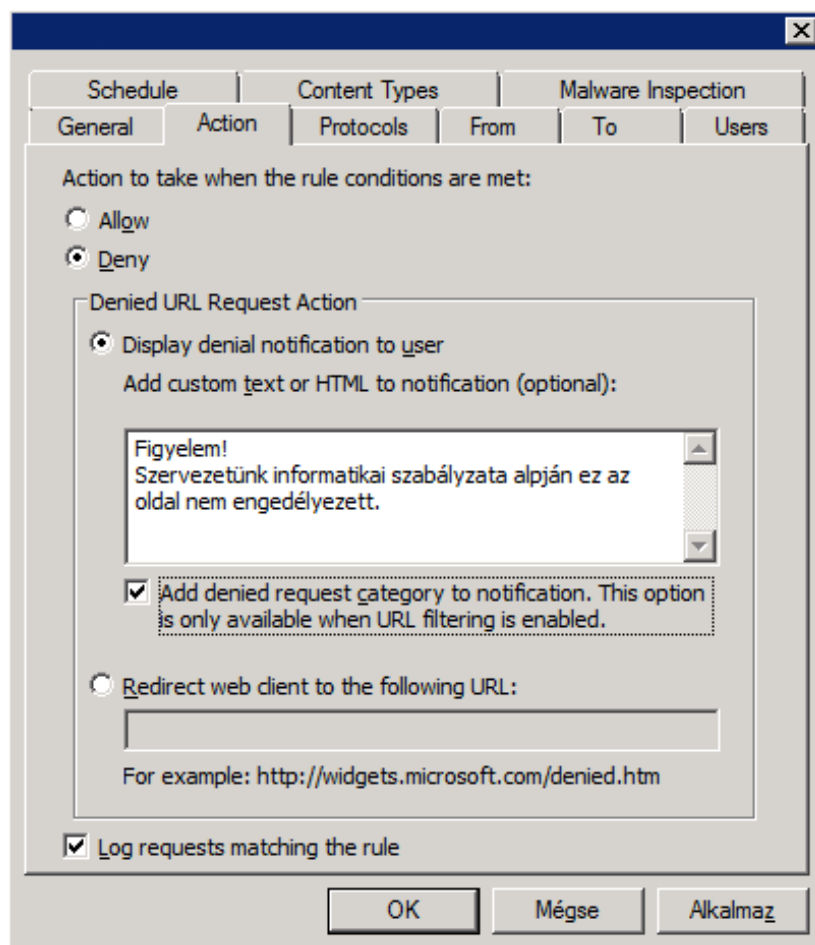 Schedule Content Types Malware Inspection
General Action Protocols From To Users
Action to take when the rule conditions are met:
Allow
Deny
Denied URL Request Action
Display denial notification to user
Add custom text or HTML to notification (optional):
Figyelem!
Szervezetünk informatikai szabályzata alpján ez az
oldal nem engedélyezett.
Add denied request category to notification. This option
is only available when URL filtering is enabled.
Redirect web client to the following URL:
For example: http://widgets.microsoft.com/denied.htm
Log requests matching the rule
OK Mégse Alkalmaz